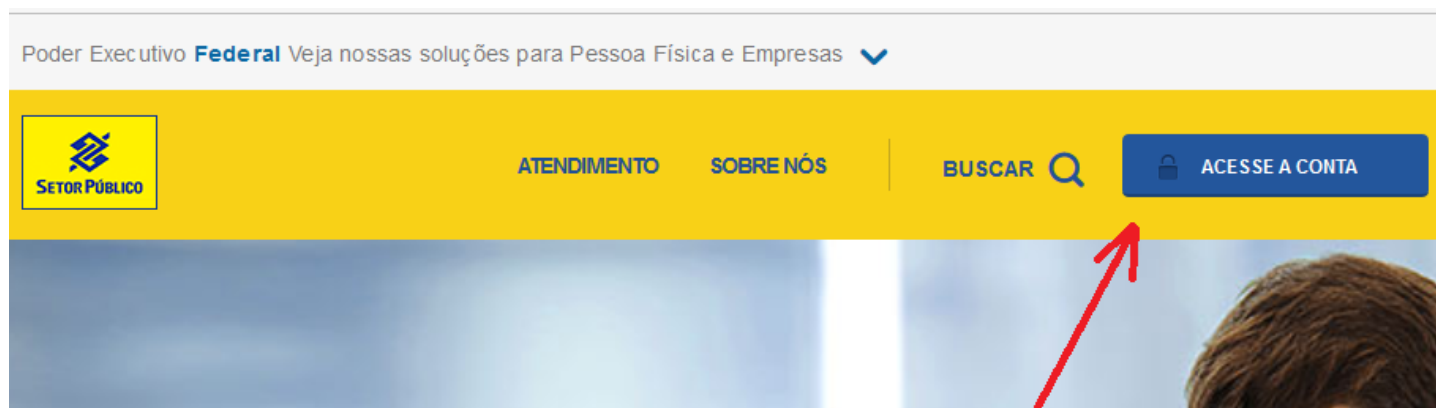 Poder Executivo Federal Veja nossas soluções para Pessoa Física e Empresas
SETOR PÚBLICO
ATENDIMENTO
SOBRE NÓS
BUSCAR
ACESSE A CONTA